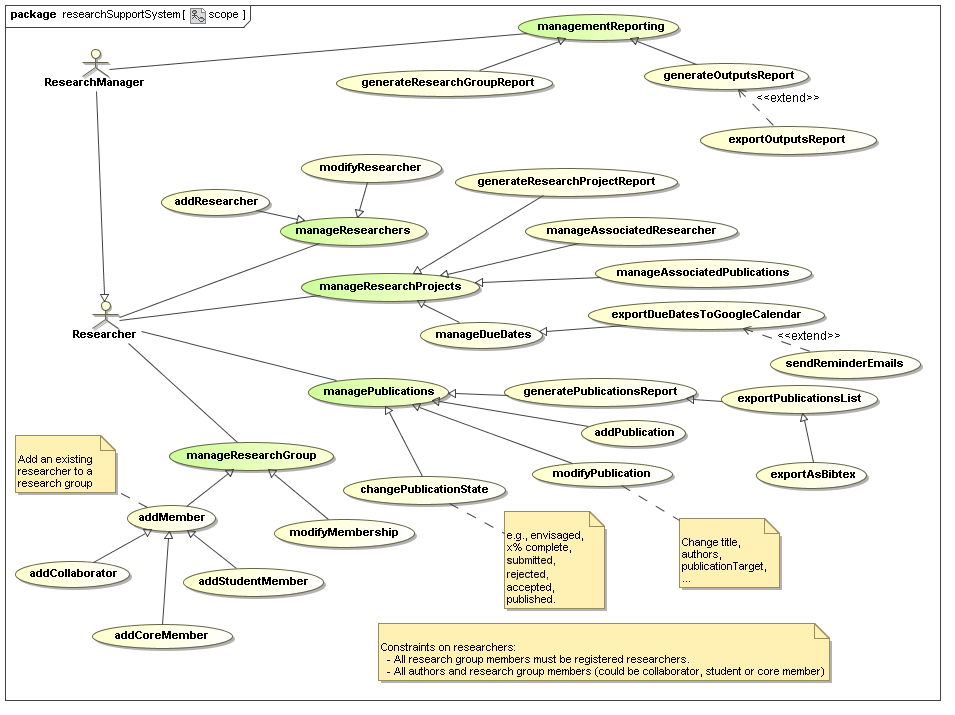 package researchSupportSystem[ scope ]
managementReporting
ResearchManager
generateResearchGroupReport
generateOutputsReport
<<extend>>
exportOutputsReport
modifyResearcher
generateResearchProjectReport
addResearcher
manageResearchers
manageAssociatedResearcher
manageAssociatedPublications
manageResearchProjects
exportDueDatesToGoogleCalendar
Researcher
manageDueDates
<<extend>>
sendReminderEmails
managePublications
generatePublicationsReport
exportPublicationsList
addPublication
manageResearchGroup
Add an existing
researcher to a
research group
modifyPublication
exportAsBibtex
changePublicationState
addMember
modifyMembership
e.g., envisaged,
x% complete,
submitted,
rejected,
accepted,
published.
Change title,
authors,
publicationTarget,
...
addCollaborator
addStudentMember
addCoreMember
Constraints on researchers:
- All research group members must be registered researchers.
- All authors and research group members (could be collaborator, student or core member)